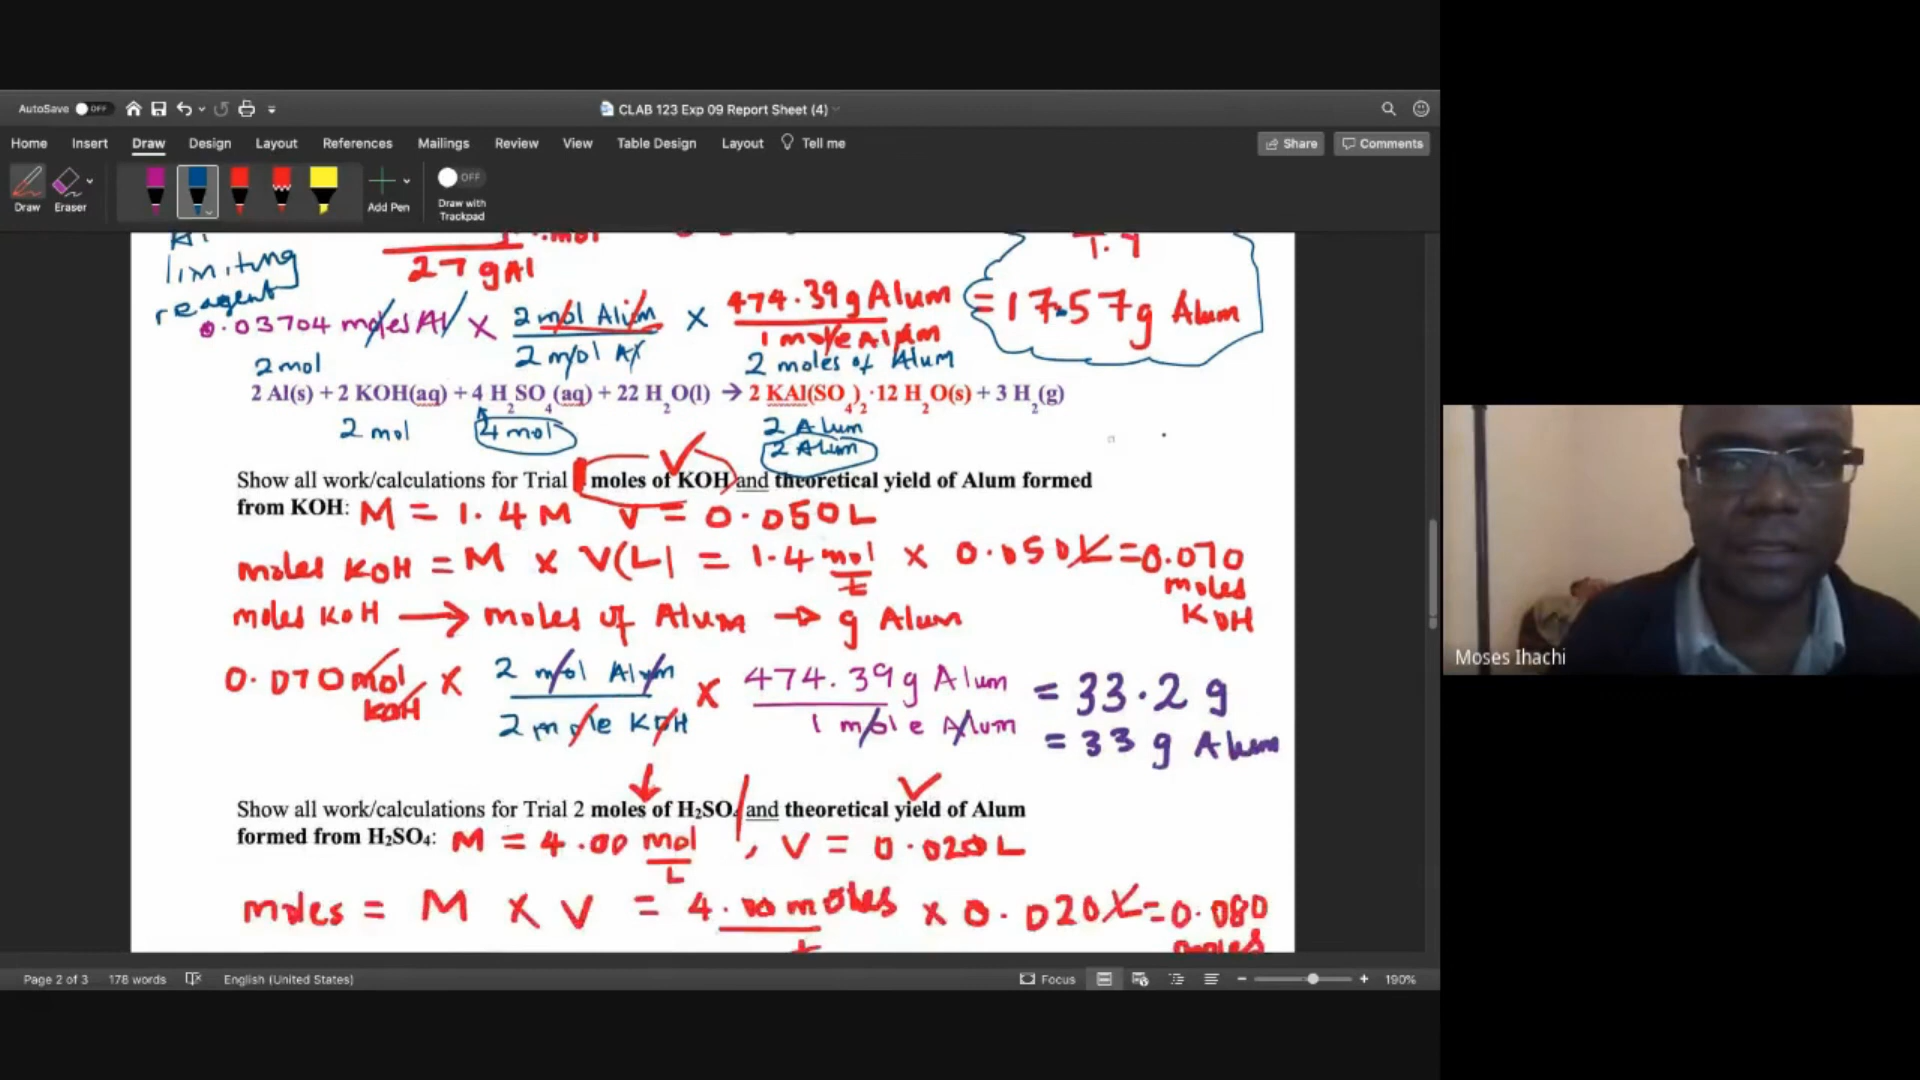 AutoSave OFF CLAB 123 Exp 09 Report Sheet (4)
Home Insert Draw Design Layout References Mailings Review View Table Design Layout Tell me Share Comments
Draw Eraser Add Pen OFF Draw with Trackpad
limiting
27 g Al
reagent
= 17.57g Alum
0.03704 moles Al X 2 mol Alum X 474.39 g Alum
2 mol Al 1 mole Alum
2 mol 2 moles of Alum
2 Al(s) + 2 KOH(aq) + 4 H2SO4(aq) + 22 H2O(l) → 2 KAl(SO4)2 ·12 H2O(s) + 3 H2(g)
2 mol 4 mol 2 Alum
2 Alum
Show all work/calculations for Trial moles of KOH and theoretical yield of Alum formed
from KOH: M = 1.4 M V = 0.050 L
moles KOH = M x V(L) = 1.4 mol x 0.050 L = 0.070
L moles
KOH
moles KOH → moles of Alum → g Alum
0.070 mol KOH X 2 mol Alum X 474.39 g Alum = 33.2 g
2 mole KOH 1 mole Alum = 33 g Alum
Show all work/calculations for Trial 2 moles of H2SO and theoretical yield of Alum
formed from H2SO4: M = 4.00 mol , V = 0.020 L
L
moles = M X V = 4.00 moles x 0.020 L = 0.080
moles
Moses Ihachi
Page 2 of 3 178 words English (United States) Focus 190%